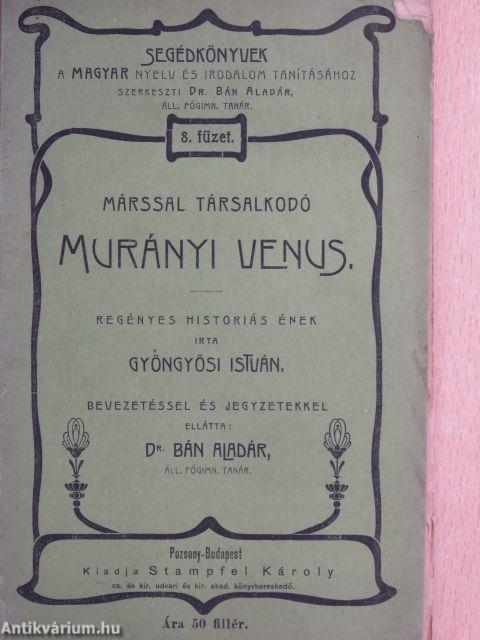 SEGÉDKÖNYVEK
A MAGYAR NYELV ÉS IRODALOM TANÍTÁSÁHOZ
SZERKESZTI DR. BÁN ALADÁR,
ÁLL. FŐGIMN. TANÁR.
8. füzet.
MÁRSSAL TÁRSALKODÓ
MURÁNYI VENUS.
REGÉNYES HISTORIÁS ÉNEK
IRTA
GYÖNGYÖSI ISTVÁN.
BEVEZETÉSSEL ÉS JEGYZETEKKEL
ELLÁTTA:
DR. BÁN ALADÁR,
ÁLL. FŐGIMN. TANÁR.
Pozsony-Budapest
Kiadja Stampfel Károly
cs. és kir. udvari és kir. akad. könyvkereskedő.
Ára 50 fillér.
Antikvárium.hu